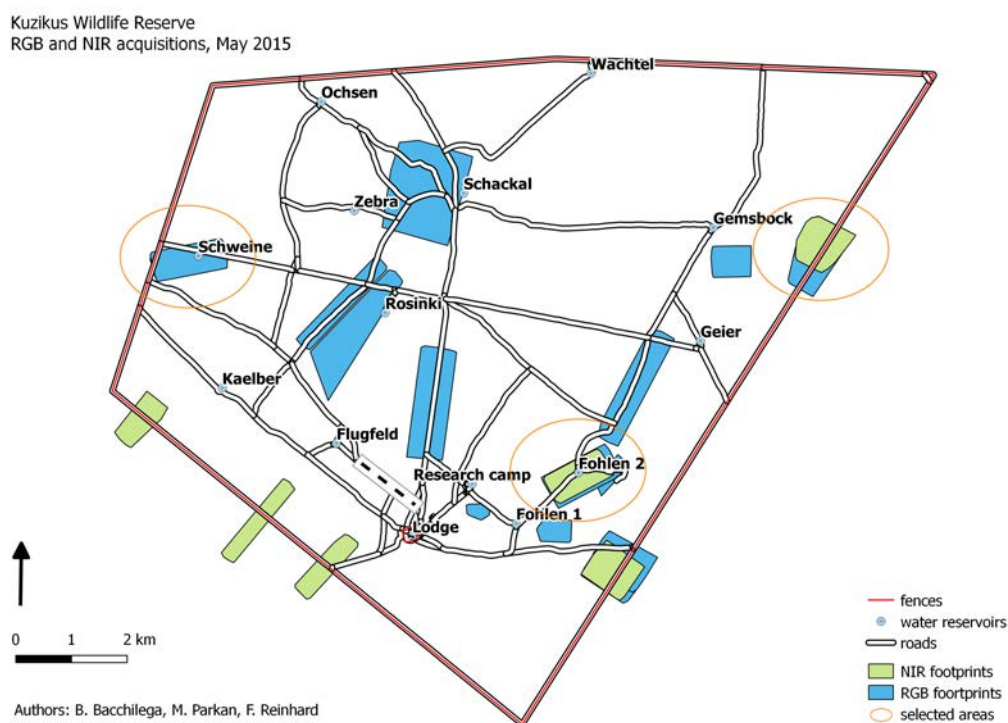 Kuzikus Wildlife Reserve
RGB and NIR acquisitions, May 2015
Wachtel
Ochsen
Schackal
Zebra
Gemsbock
Schweine
Rosinki
Geier
Kaelber
Flugfeld
Fohlen 2
Research camp
Fohlen 1
Lodge
0 1 2 km
fences
water reservoirs
roads
NIR footprints
RGB foortprints
selected areas
Authors: B. Bacchilega, M. Parkan, F. Reinhard